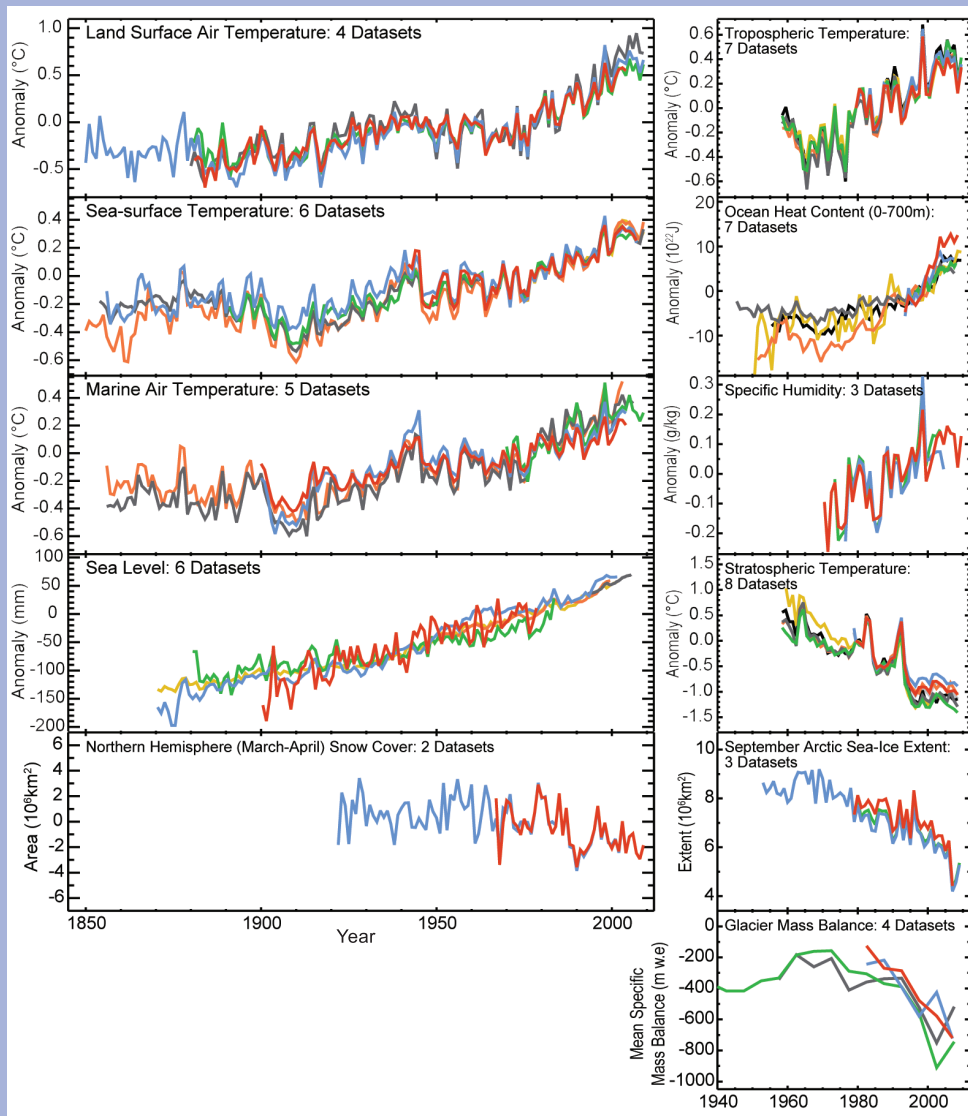 Land Surface Air Temperature: 4 Datasets
Anomaly (°C)
1.0
0.5
0.0
-0.5
Sea-surface Temperature: 6 Datasets
Anomaly (°C)
0.4
0.2
0.0
-0.2
-0.4
-0.6
Marine Air Temperature: 5 Datasets
Anomaly (°C)
0.4
0.2
0.0
-0.2
-0.4
-0.6
Sea Level: 6 Datasets
Anomaly (mm)
100
50
0
-50
-100
-150
-200
Northern Hemisphere (March-April) Snow Cover: 2 Datasets
Area (10⁶km²)
6
4
2
0
-2
-4
-6
1850
1900
1950
2000
Year
Tropospheric Temperature:
7 Datasets
Anomaly (°C)
0.6
0.4
0.2
0.0
-0.2
-0.4
-0.6
Ocean Heat Content (0-700m):
7 Datasets
Anomaly (10²²J)
20
10
0
-10
Specific Humidity: 3 Datasets
Anomaly (g/kg)
0.3
0.2
0.1
0.0
-0.1
-0.2
Stratospheric Temperature:
8 Datasets
Anomaly (°C)
1.5
1.0
0.5
0.0
-0.5
-1.0
-1.5
September Arctic Sea-Ice Extent:
3 Datasets
Extent (10⁶km²)
10
8
6
4
Glacier Mass Balance: 4 Datasets
Mean Specific
Mass Balance (m w.e)
-200
-400
-600
-800
-1000
1940
1960
1980
2000